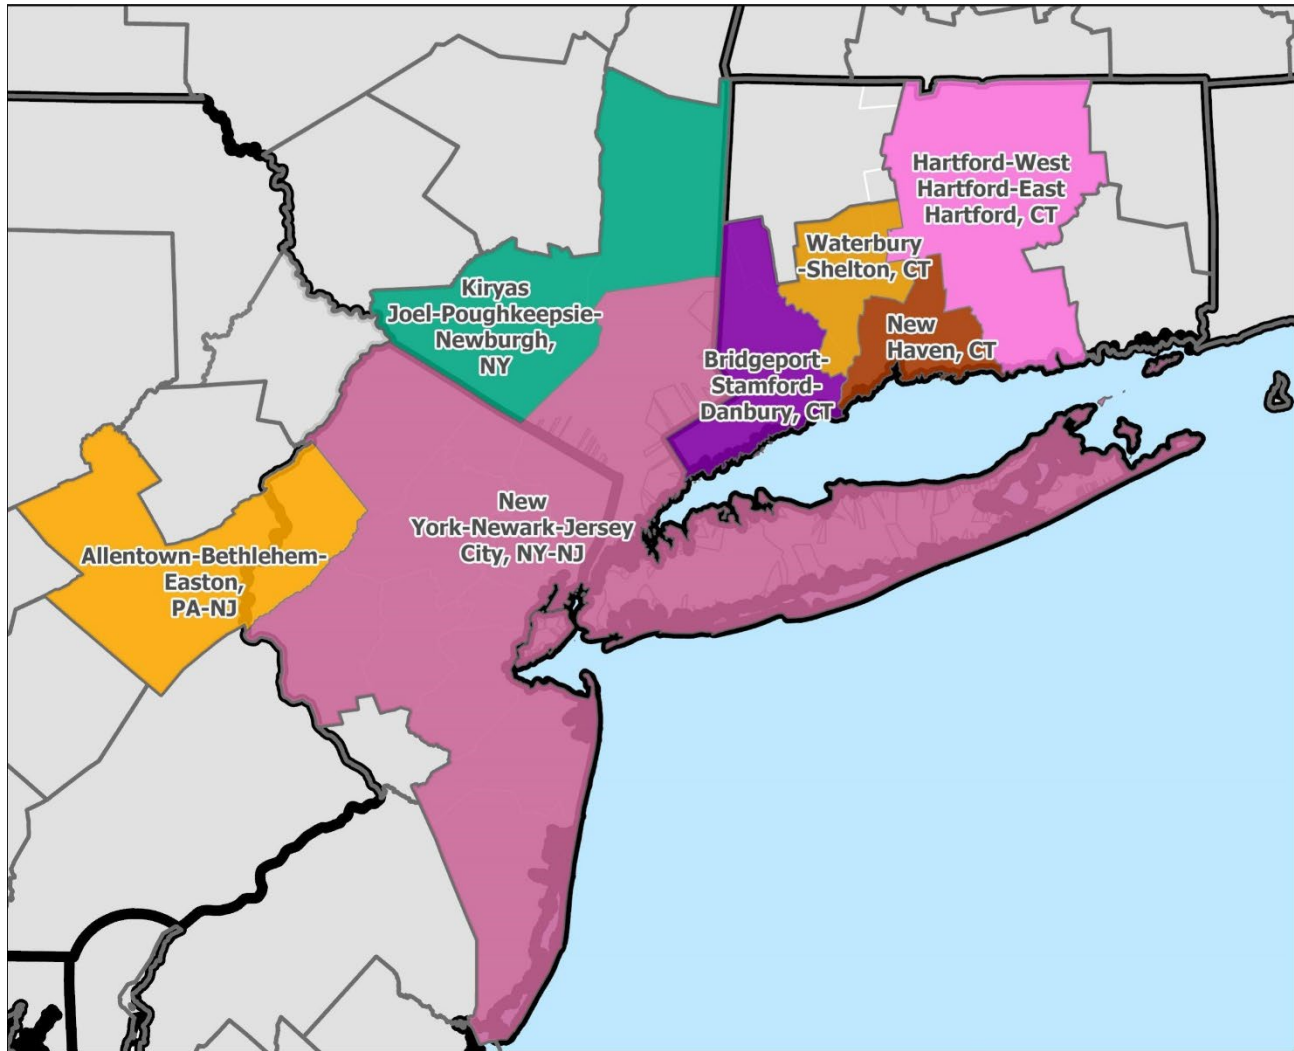 Hartford-West
Hartford-East
Hartford, CT
Waterbury
-Shelton, CT
Kiryas
Joel-Poughkeepsie-
Newburgh,
NY
New
Haven, CT
Bridgeport-
Stamford-
Danbury, CT
New
York-Newark-Jersey
City, NY-NJ
Allentown-Bethlehem-
Easton,
PA-NJ